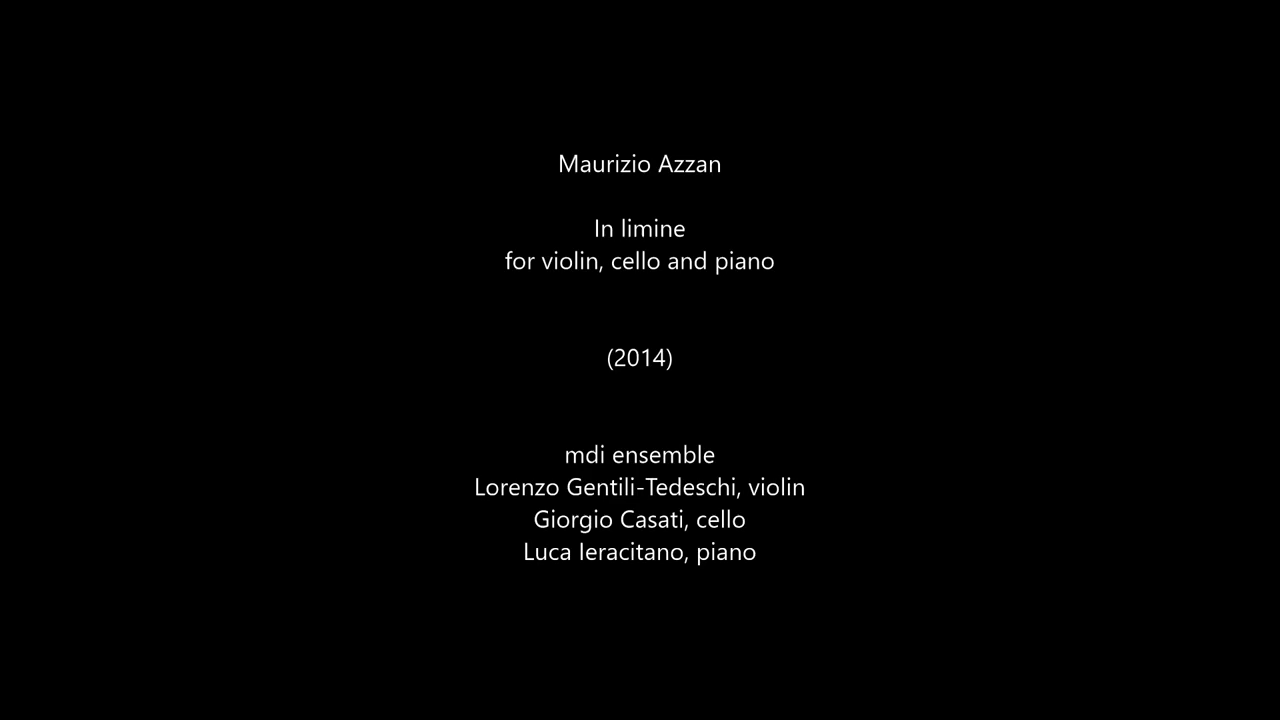 Maurizio Azzan
In limine
for violin, cello and piano
(2014)
mdi ensemble
Lorenzo Gentili-Tedeschi, violin
Giorgio Casati, cello
Luca Ieracitano, piano